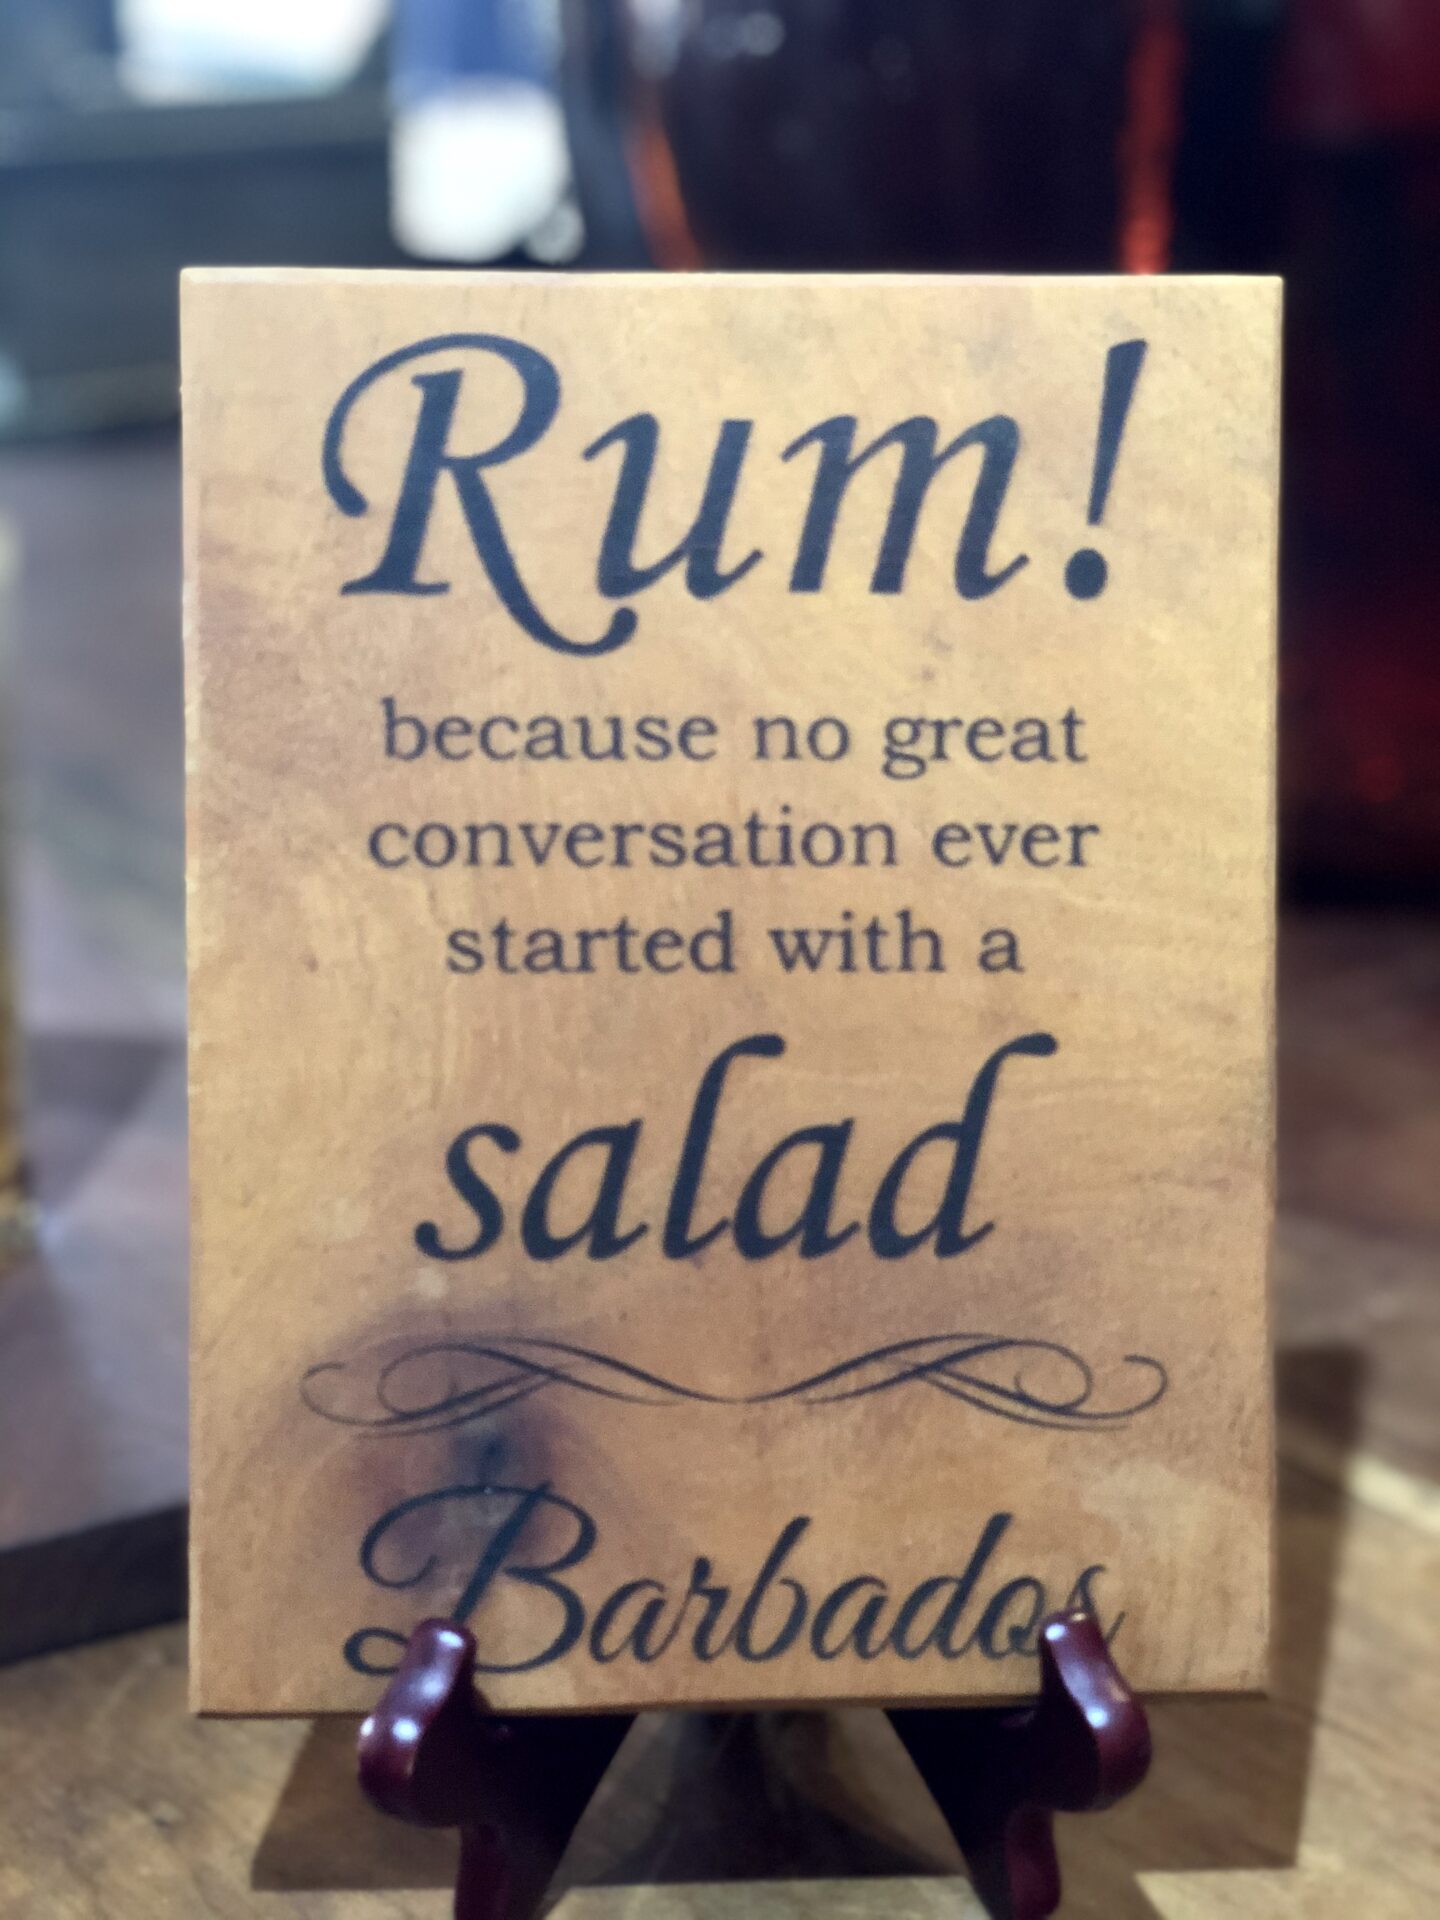 Rum!
because no great
conversation ever
started with a
salad
Barbados